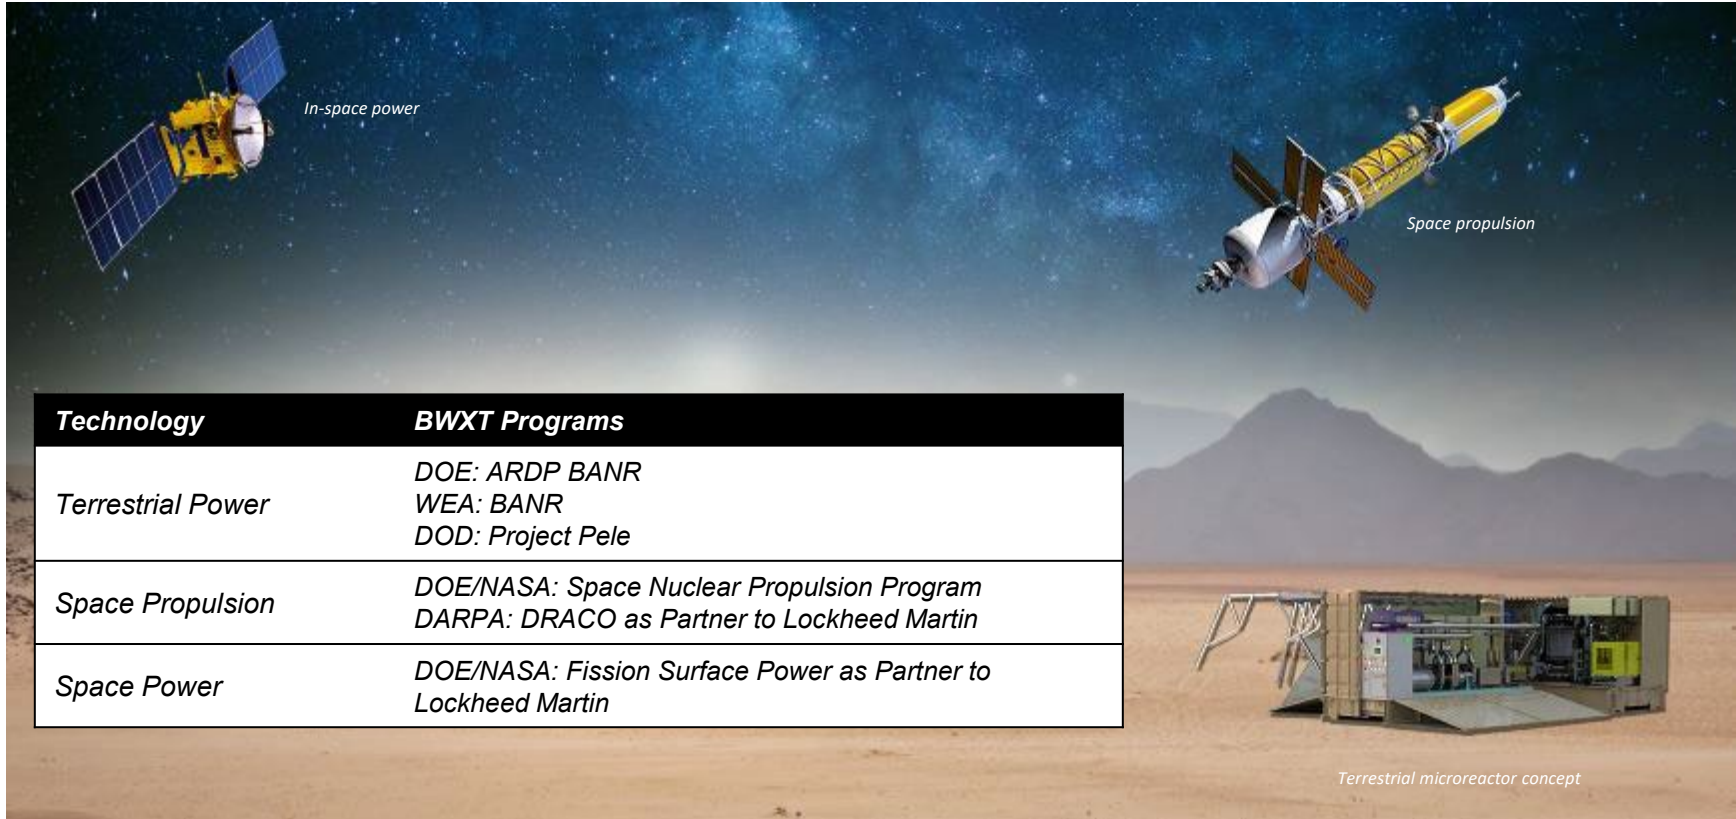 In-space power
Space propulsion
Technology BWXT Programs
Terrestrial Power
DOE: ARDP BANR
WEA: BANR
DOD: Project Pele
Space Propulsion
DOE/NASA: Space Nuclear Propulsion Program
DARPA: DRACO as Partner to Lockheed Martin
Space Power
DOE/NASA: Fission Surface Power as Partner to
Lockheed Martin
Terrestrial microreactor concept